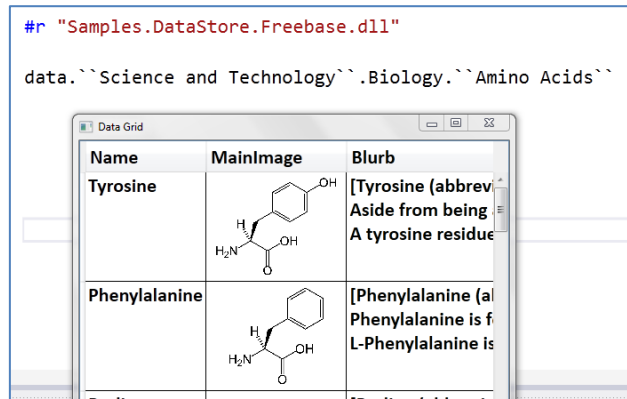 #r "Samples.DataStore.Freebase.dll"
data.``Science and Technology``.Biology.``Amino Acids``
Data Grid
Name MainImage Blurb
Tyrosine
OH
H
OH
H₂N
O
[Tyrosine (abbrevi
Aside from being
A tyrosine residue
Phenylalanine
H
OH
H₂N
O
[Phenylalanine (a
Phenylalanine is f
L-Phenylalanine is